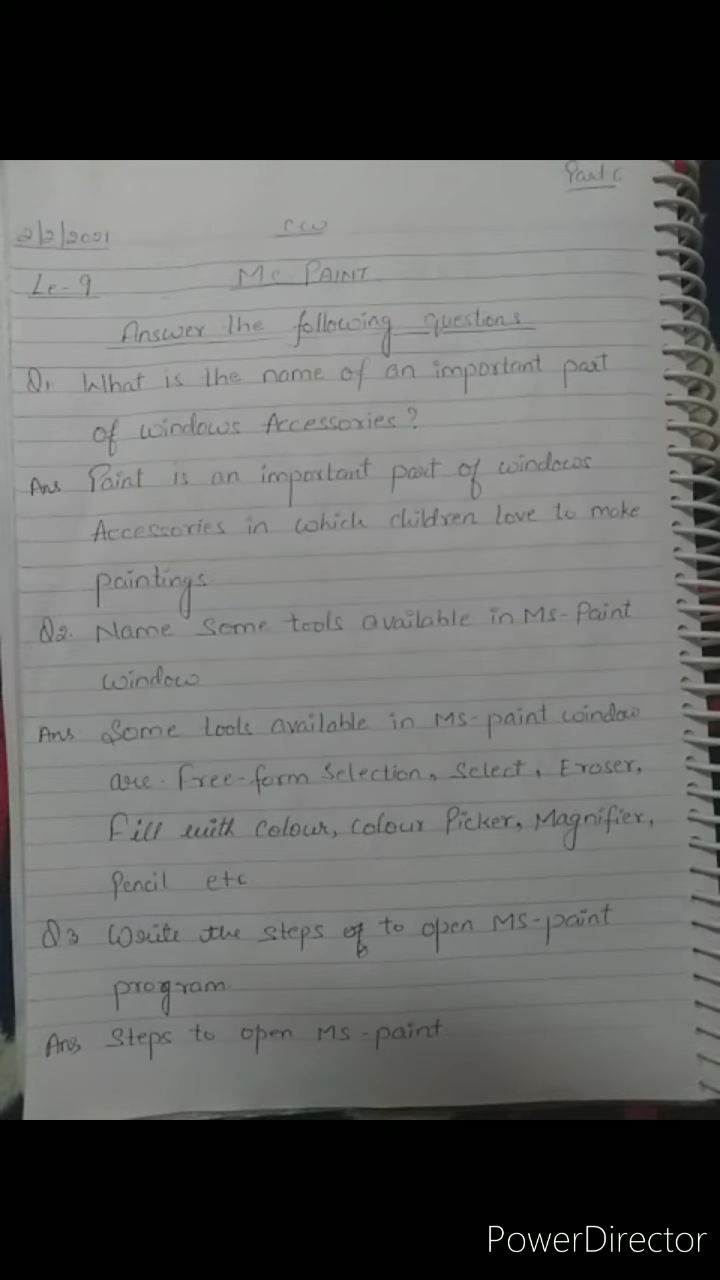 Part 6
2/2/2021 CW
Le-9 MS PAINT
Answer the following questions
Q1 What is the name of an important part
of windows Accessories?
Ans Paint is an important part of windows
Accessories in which children love to make
paintings.
Q2. Name Some tools available in MS-Paint
window
Ans Some tools available in MS-paint window
are. Free-form Selection, Select, Eraser,
Fill with colour, colour Picker, Magnifier,
Pencil etc
Q3 Write the steps of to open MS-paint
program.
Ans Steps to open MS-paint
PowerDirector